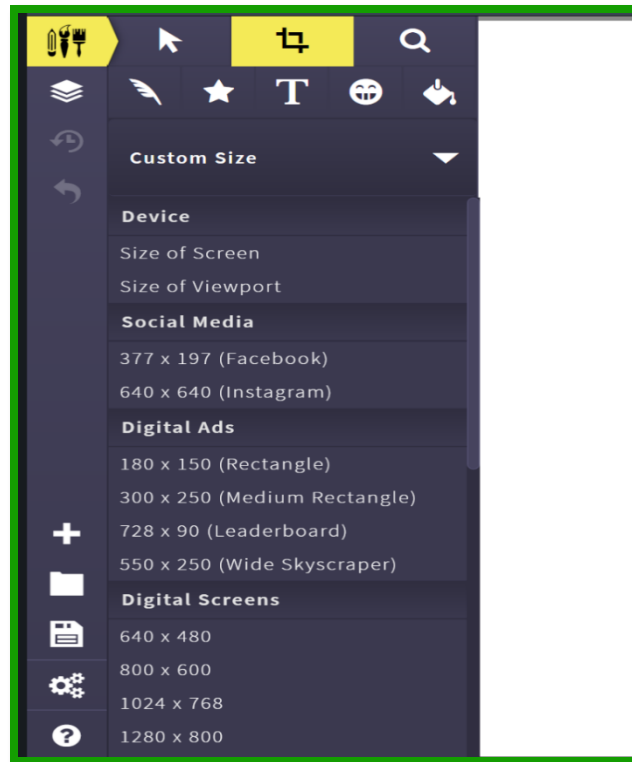 T
Custom Size
Device
Size of Screen
Size of Viewport
Social Media
377 x 197 (Facebook)
640 x 640 (Instagram)
Digital Ads
180 x 150 (Rectangle)
300 x 250 (Medium Rectangle)
728 x 90 (Leaderboard)
550 x 250 (Wide Skyscraper)
Digital Screens
640 x 480
800 x 600
1024 x 768
1280 x 800
?